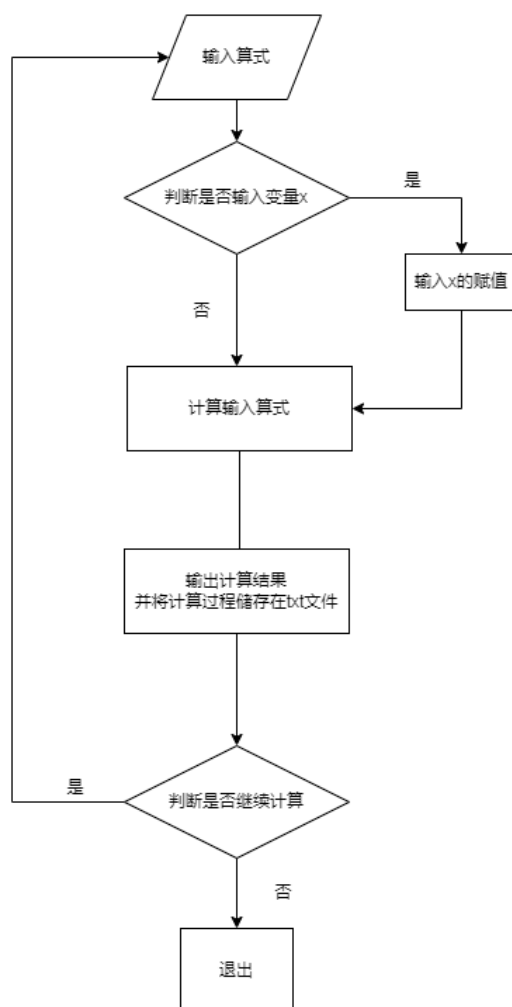 输入算式
判断是否输入变量x
是
输入x的赋值
否
计算输入算式
输出计算结果
并将计算过程储存在txt文件
是
判断是否继续计算
否
退出